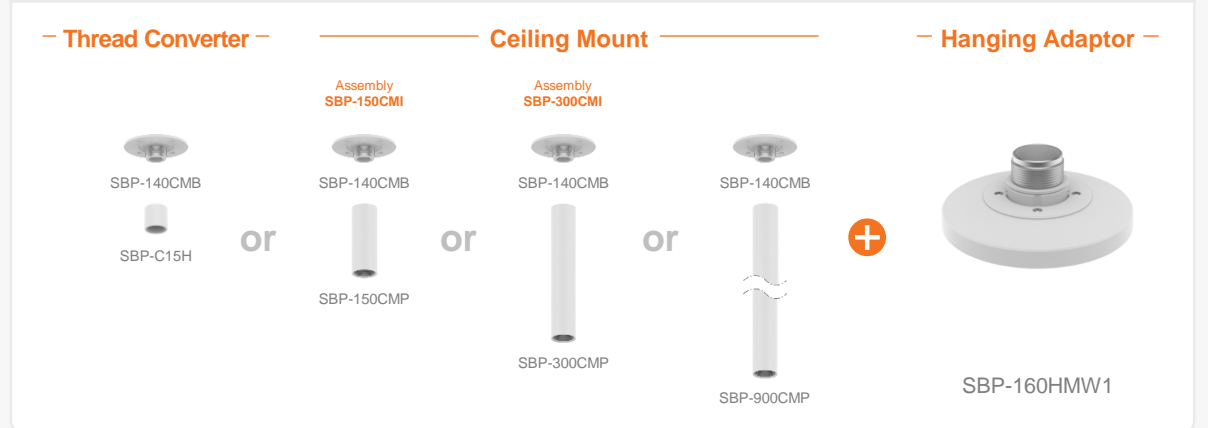 Thread Converter
Ceiling Mount
Hanging Adaptor
Assembly
SBP-150CMI
Assembly
SBP-300CMI
SBP-140CMB
SBP-140CMB
SBP-140CMB
SBP-140CMB
SBP-C15H
or
SBP-150CMP
or
SBP-300CMP
or
SBP-900CMP
SBP-160HMW1